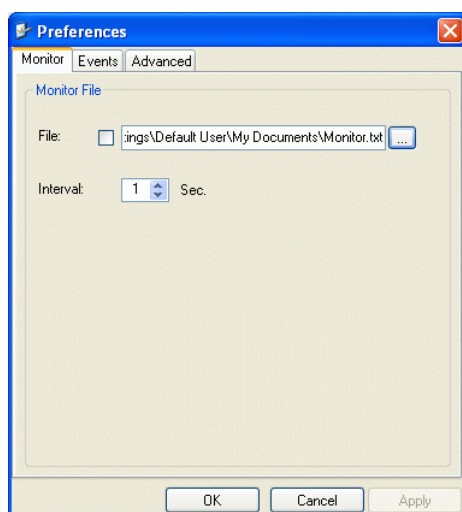 Preferences
Monitor Events Advanced
Monitor File
File: :ings\Default User\My Documents\Monitor.txt ...
Interval: 1 Sec.
OK Cancel Apply